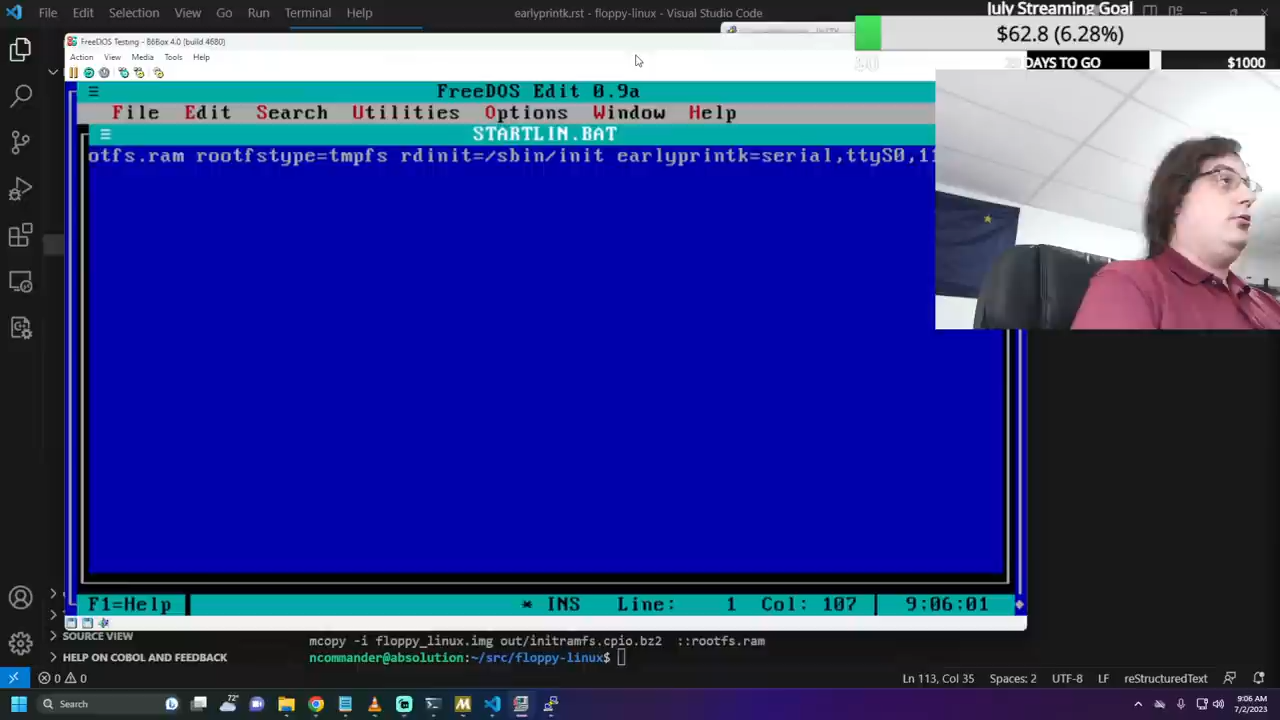 File Edit Selection View Go Run Terminal Help earlyprintk.rst - floppy-linux - Visual Studio Code
July Streaming Goal
$62.8 (6.28%)
DAYS TO GO $1000
FreeDOS Testing - 86Box 4.0 [build 4680]
Action View Media Tools Help
FreeDOS Edit 0.9a
File Edit Search Utilities Options Window Help
STARTLIN.BAT
otfs.ram rootfstype=tmpfs rdinit=/sbin/init earlyprintk=serial,ttyS0,11
F1=Help * INS Line: 1 Col: 107 9:06:01
SOURCE VIEW
HELP ON COBOL AND FEEDBACK
mcopy -i floppy_linux.img out/initramfs.cpio.bz2 ::rootfs.ram
ncommander@absolution:~/src/floppy-linux$
0 0 Ln 113, Col 35 Spaces: 2 UTF-8 LF reStructuredText
Search 72° 9:06 AM
7/2/2023